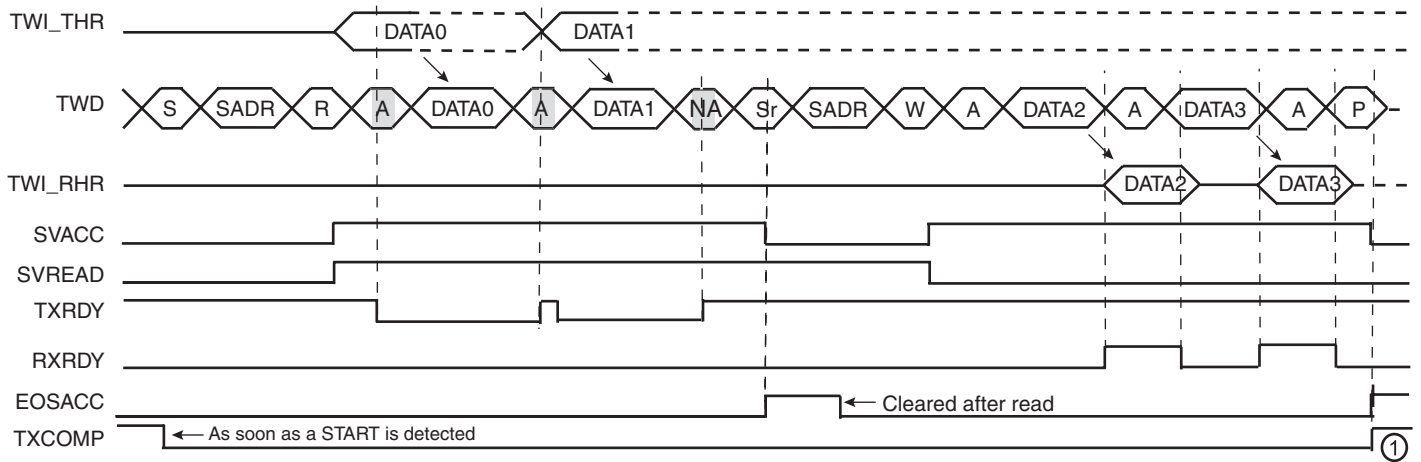 TWI_THR DATA0 DATA1
TWD S SADR R A DATA0 A DATA1 NA Sr SADR W A DATA2 A DATA3 A P
TWI_RHR DATA2 DATA3
SVACC
SVREAD
TXRDY
RXRDY
EOSACC Cleared after read
TXCOMP As soon as a START is detected 1